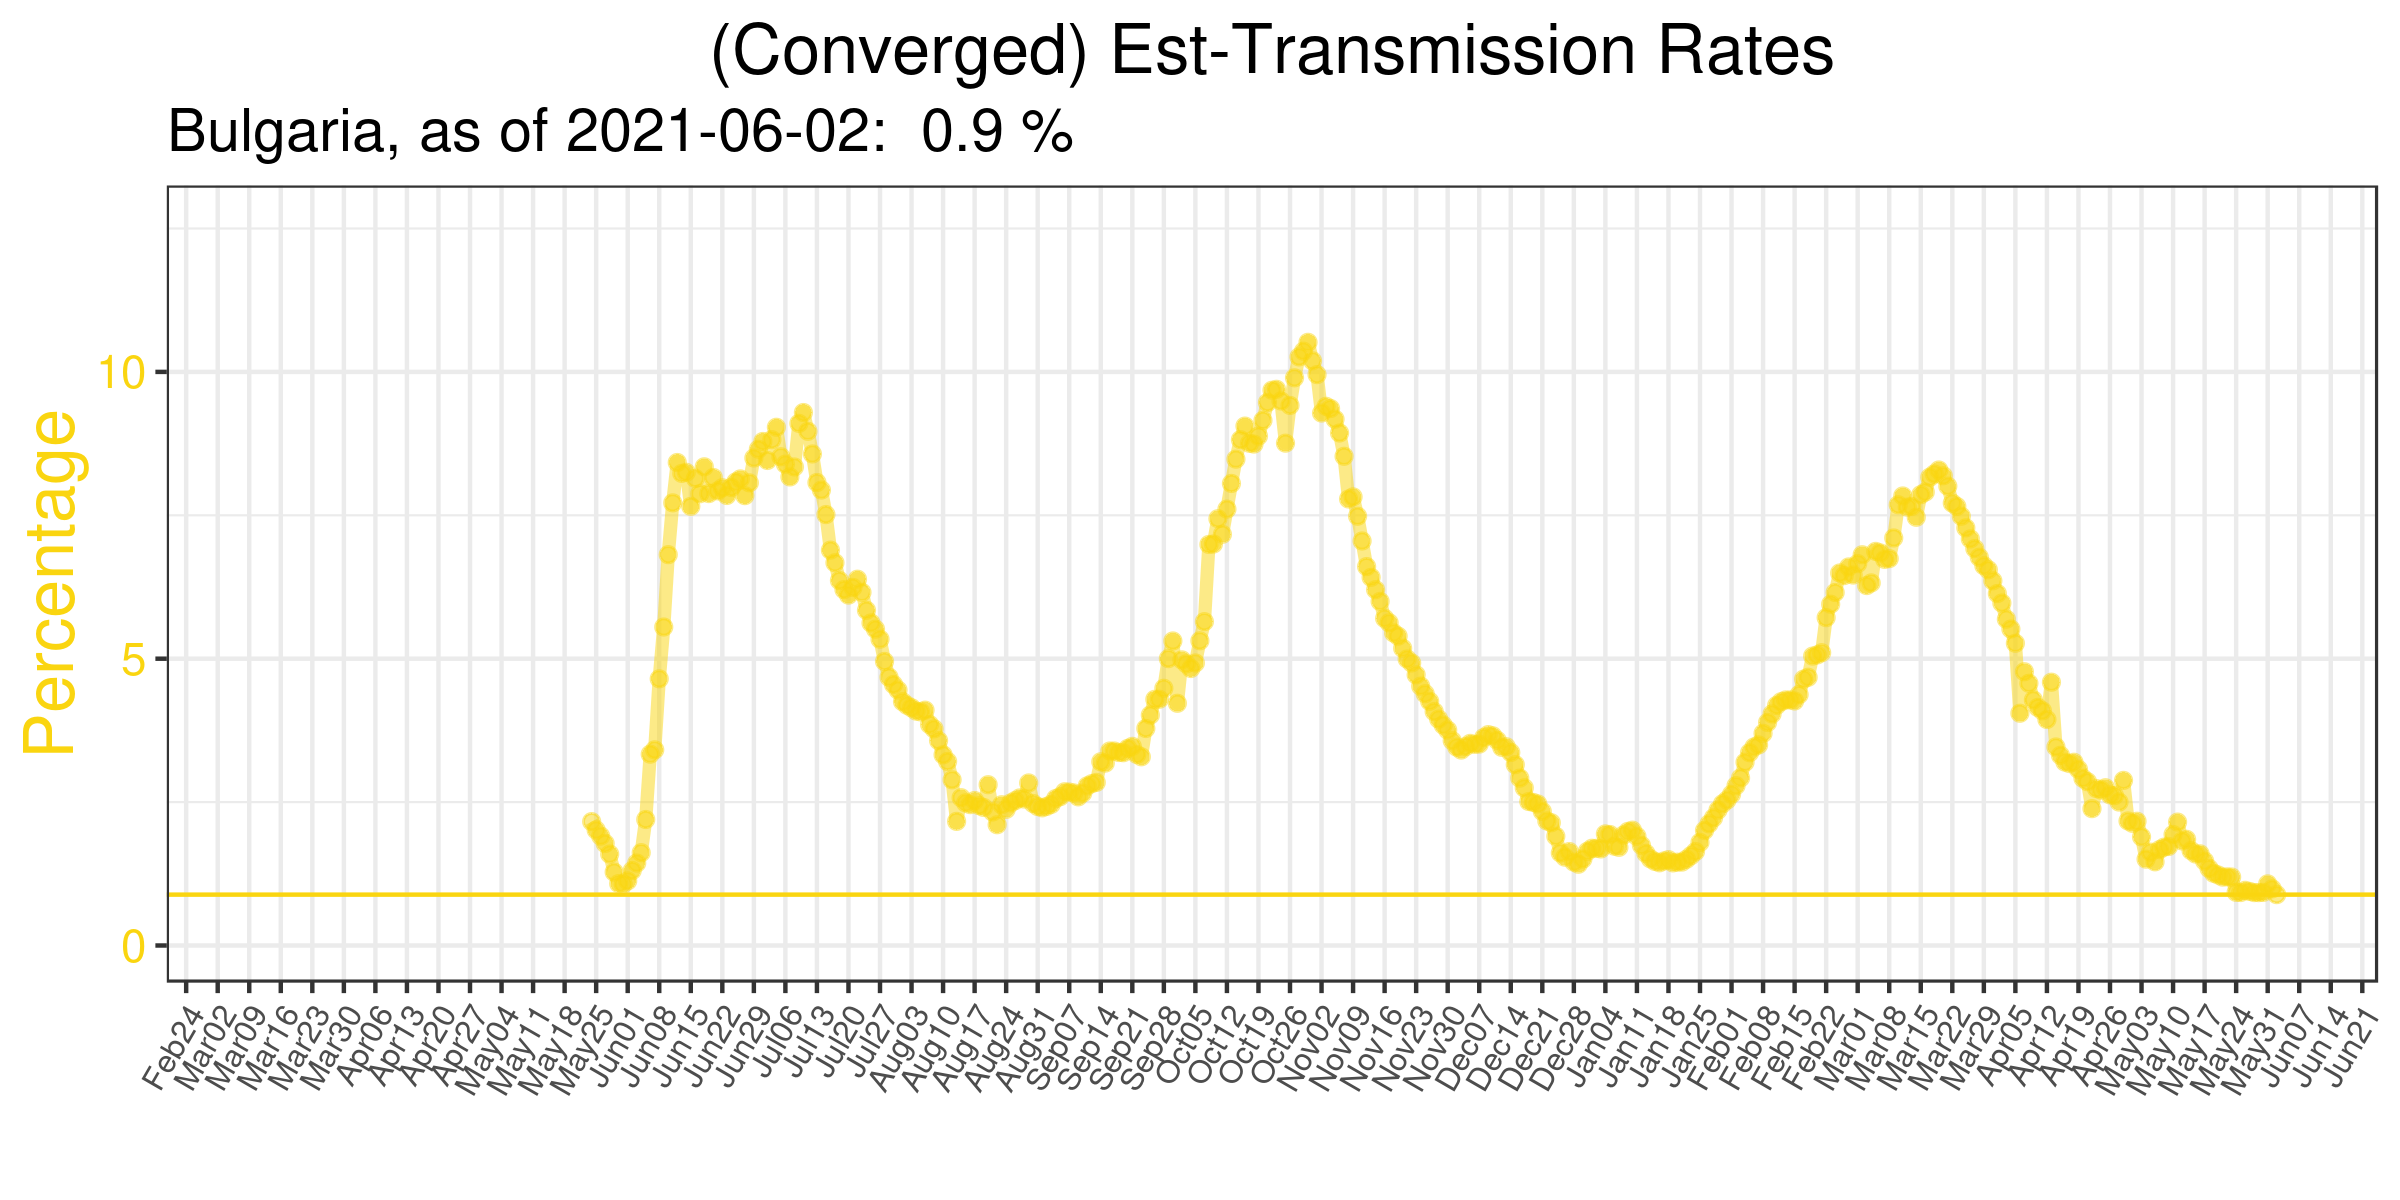 (Converged) Est-Transmission Rates
Bulgaria, as of 2021-06-02:  0.9 %
Percentage
10
5
0
Feb24
Mar02
Mar09
Mar16
Mar23
Mar30
Apr06
Apr13
Apr20
Apr27
May04
May11
May18
May25
Jun01
Jun08
Jun15
Jun22
Jun29
Jul06
Jul13
Jul20
Jul27
Aug03
Aug10
Aug17
Aug24
Aug31
Sep07
Sep14
Sep21
Sep28
Oct05
Oct12
Oct19
Oct26
Nov02
Nov09
Nov16
Nov23
Nov30
Dec07
Dec14
Dec21
Dec28
Jan04
Jan11
Jan18
Jan25
Feb01
Feb08
Feb15
Feb22
Mar01
Mar08
Mar15
Mar22
Mar29
Apr05
Apr12
Apr19
Apr26
May03
May10
May17
May24
May31
Jun07
Jun14
Jun21